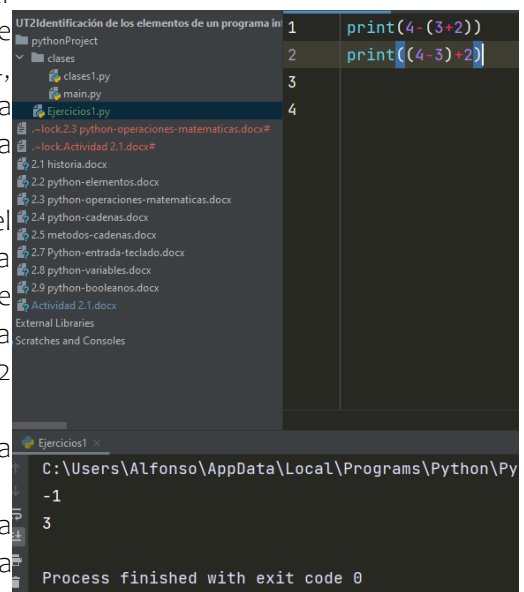 UT2Identificación de los elementos de un programa in
pythonProject
clases
clases1.py
main.py
Ejercicios1.py
.~lock.2.3 python-operaciones-matematicas.docx#
.~lock.Actividad 2.1.docx#
2.1 historia.docx
2.2 python-elementos.docx
2.3 python-operaciones-matematicas.docx
2.4 python-cadenas.docx
2.5 metodos-cadenas.docx
2.7 Python-entrada-teclado.docx
2.8 python-variables.docx
2.9 python-booleanos.docx
Actividad 2.1.docx
External Libraries
Scratches and Consoles
1 print(4-(3+2))
2 print((4-3)+2)
3
4
Ejercicios1
C:\Users\Alfonso\AppData\Local\Programs\Python\Py
-1
3
Process finished with exit code 0